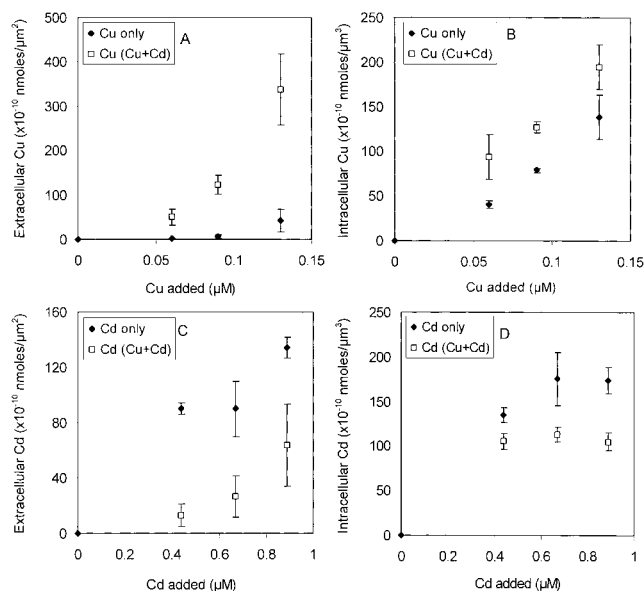 Extracellular Cu (x10⁻¹⁰ nmoles/µm²)
500
400
300
200
100
0
Cu only
Cu (Cu+Cd)
A
0 0.05 0.1 0.15
Cu added (µM)
Intracellular Cu (x10⁻¹⁰ nmoles/µm³)
250
200
150
100
50
0
Cu only
Cu (Cu+Cd)
B
0 0.05 0.1 0.15
Cu added (µM)
Extracellular Cd (x10⁻¹⁰ nmoles/µm²)
160
120
80
40
0
Cd only
Cd (Cu+Cd)
C
0 0.2 0.4 0.6 0.8 1
Cd added (µM)
Intracellular Cd (x10⁻¹⁰ nmoles/µm³)
250
200
150
100
50
0
Cd only
Cd (Cu+Cd)
D
0 0.2 0.4 0.6 0.8 1
Cd added (µM)